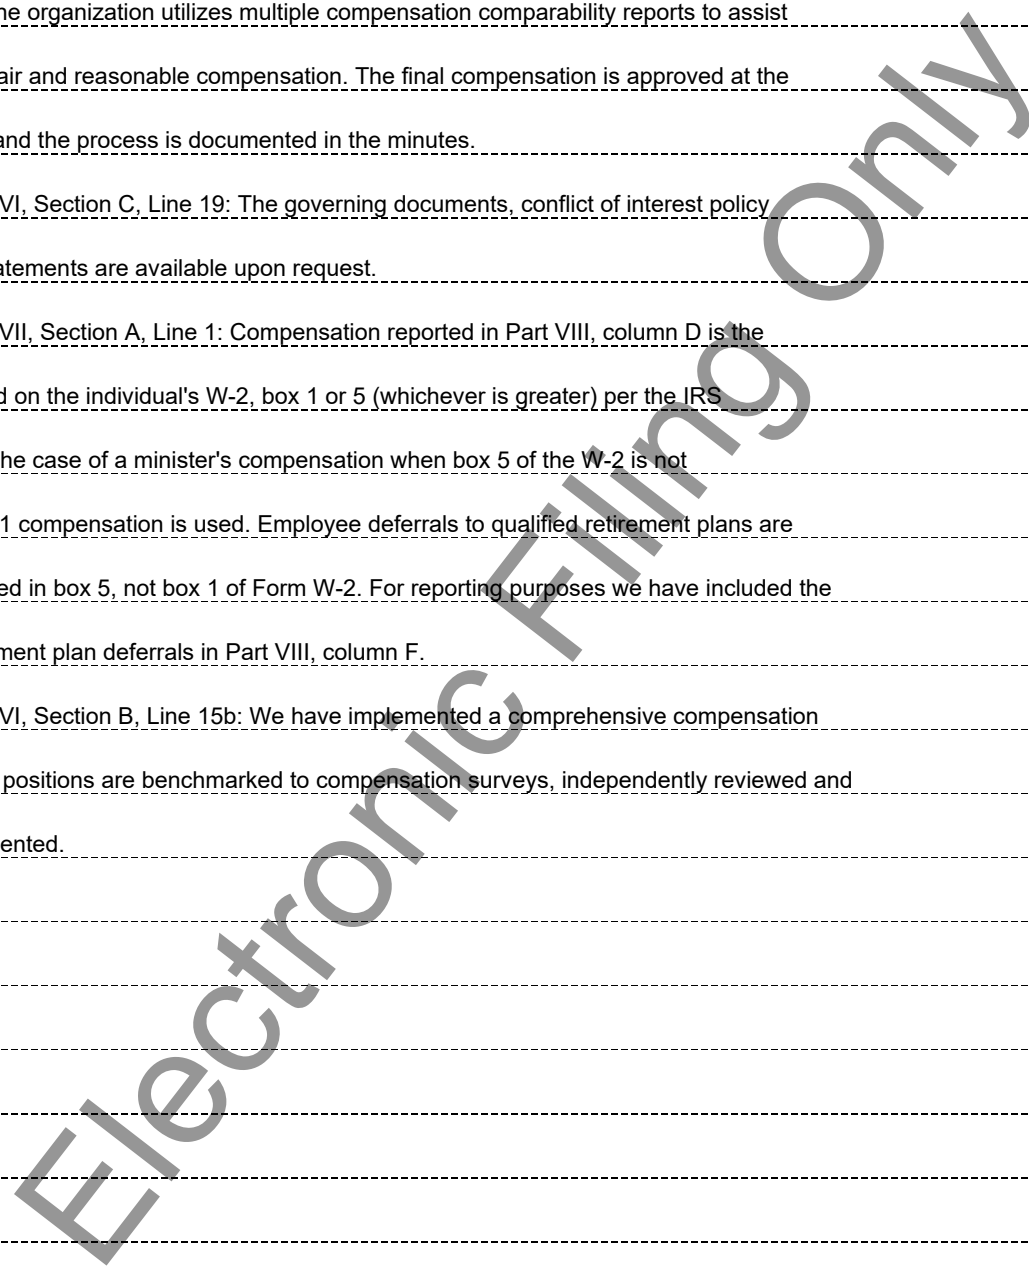 he organization utilizes multiple compensation comparability reports to assist
air and reasonable compensation. The final compensation is approved at the
and the process is documented in the minutes.
VI, Section C, Line 19: The governing documents, conflict of interest policy
atements are available upon request.
VII, Section A, Line 1: Compensation reported in Part VIII, column D is the
d on the individual's W-2, box 1 or 5 (whichever is greater) per the IRS
he case of a minister's compensation when box 5 of the W-2 is not
1 compensation is used. Employee deferrals to qualified retirement plans are
ed in box 5, not box 1 of Form W-2. For reporting purposes we have included the
ment plan deferrals in Part VIII, column F.
VI, Section B, Line 15b: We have implemented a comprehensive compensation
positions are benchmarked to compensation surveys, independently reviewed and
ented.
Electronic Filing Only